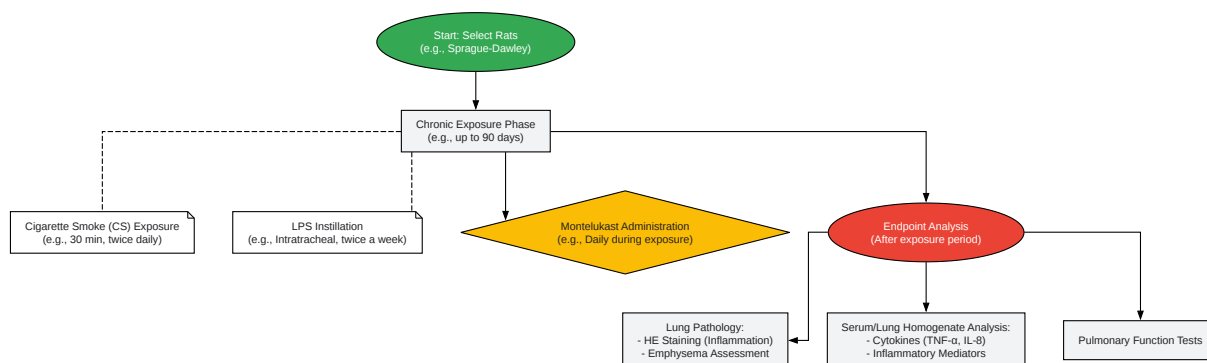 Start: Select Rats
(e.g., Sprague-Dawley)
Chronic Exposure Phase
(e.g., up to 90 days)
Cigarette Smoke (CS) Exposure
(e.g., 30 min, twice daily)
LPS Instillation
(e.g., Intratracheal, twice a week)
Montelukast Administration
(e.g., Daily during exposure)
Endpoint Analysis
(After exposure period)
Lung Pathology:
- HE Staining (Inflammation)
- Emphysema Assessment
Serum/Lung Homogenate Analysis:
- Cytokines (TNF-α, IL-8)
- Inflammatory Mediators
Pulmonary Function Tests